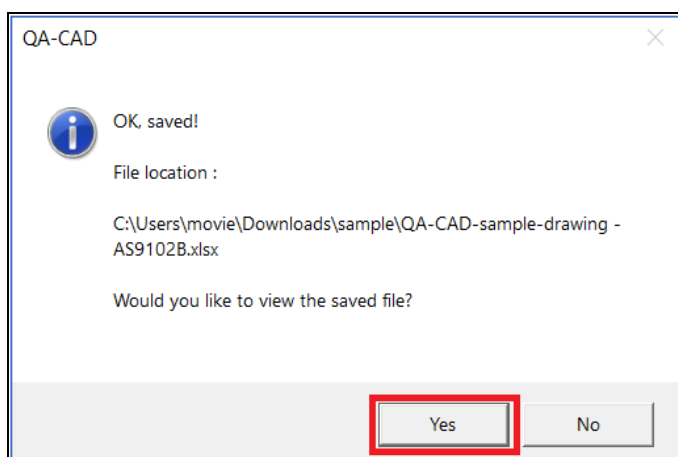 QA-CAD
OK, saved!
File location :
C:\Users\movie\Downloads\sample\QA-CAD-sample-drawing -
AS9102B.xlsx
Would you like to view the saved file?
Yes
No